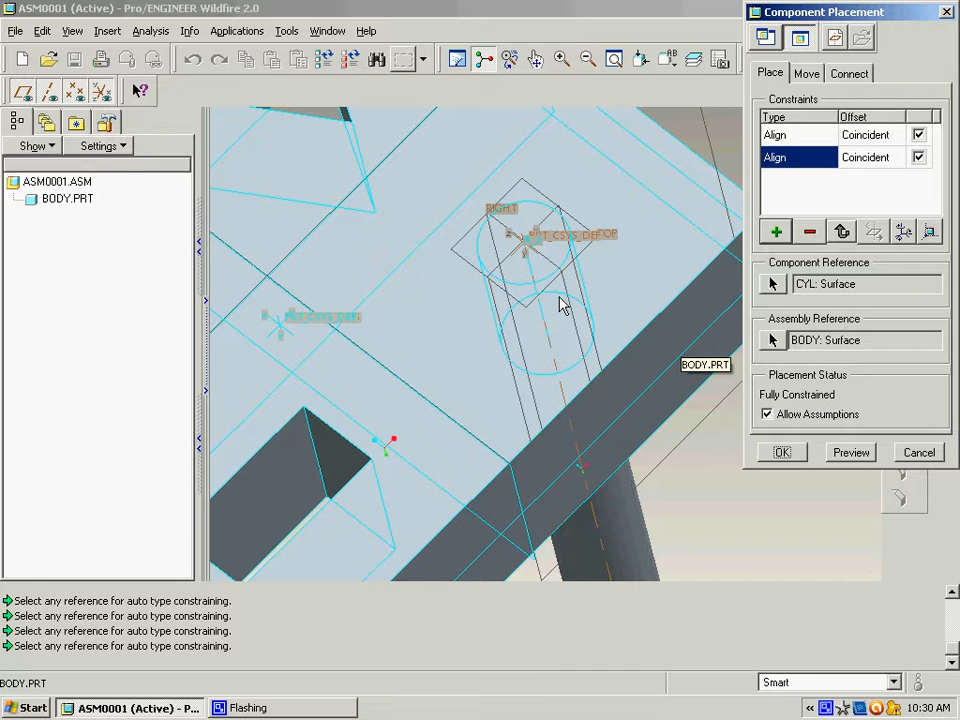 ASM0001 (Active) - Pro/ENGINEER Wildfire 2.0
File Edit View Insert Analysis Info Applications Tools Window Help
Show Settings
ASM0001.ASM
BODY.PRT
RIGHT
PRT_CSYS_DEF TOP
PRT_CSYS_DEF
BODY.PRT
Component Placement
Place Move Connect
Constraints
Type Offset
Align Coincident
Align Coincident
Component Reference
CYL: Surface
Assembly Reference
BODY: Surface
Placement Status
Fully Constrained
Allow Assumptions
OK Preview Cancel
Select any reference for auto type constraining.
Select any reference for auto type constraining.
Select any reference for auto type constraining.
Select any reference for auto type constraining.
BODY.PRT
Smart
Start ASM0001 (Active) - P... Flashing
10:30 AM